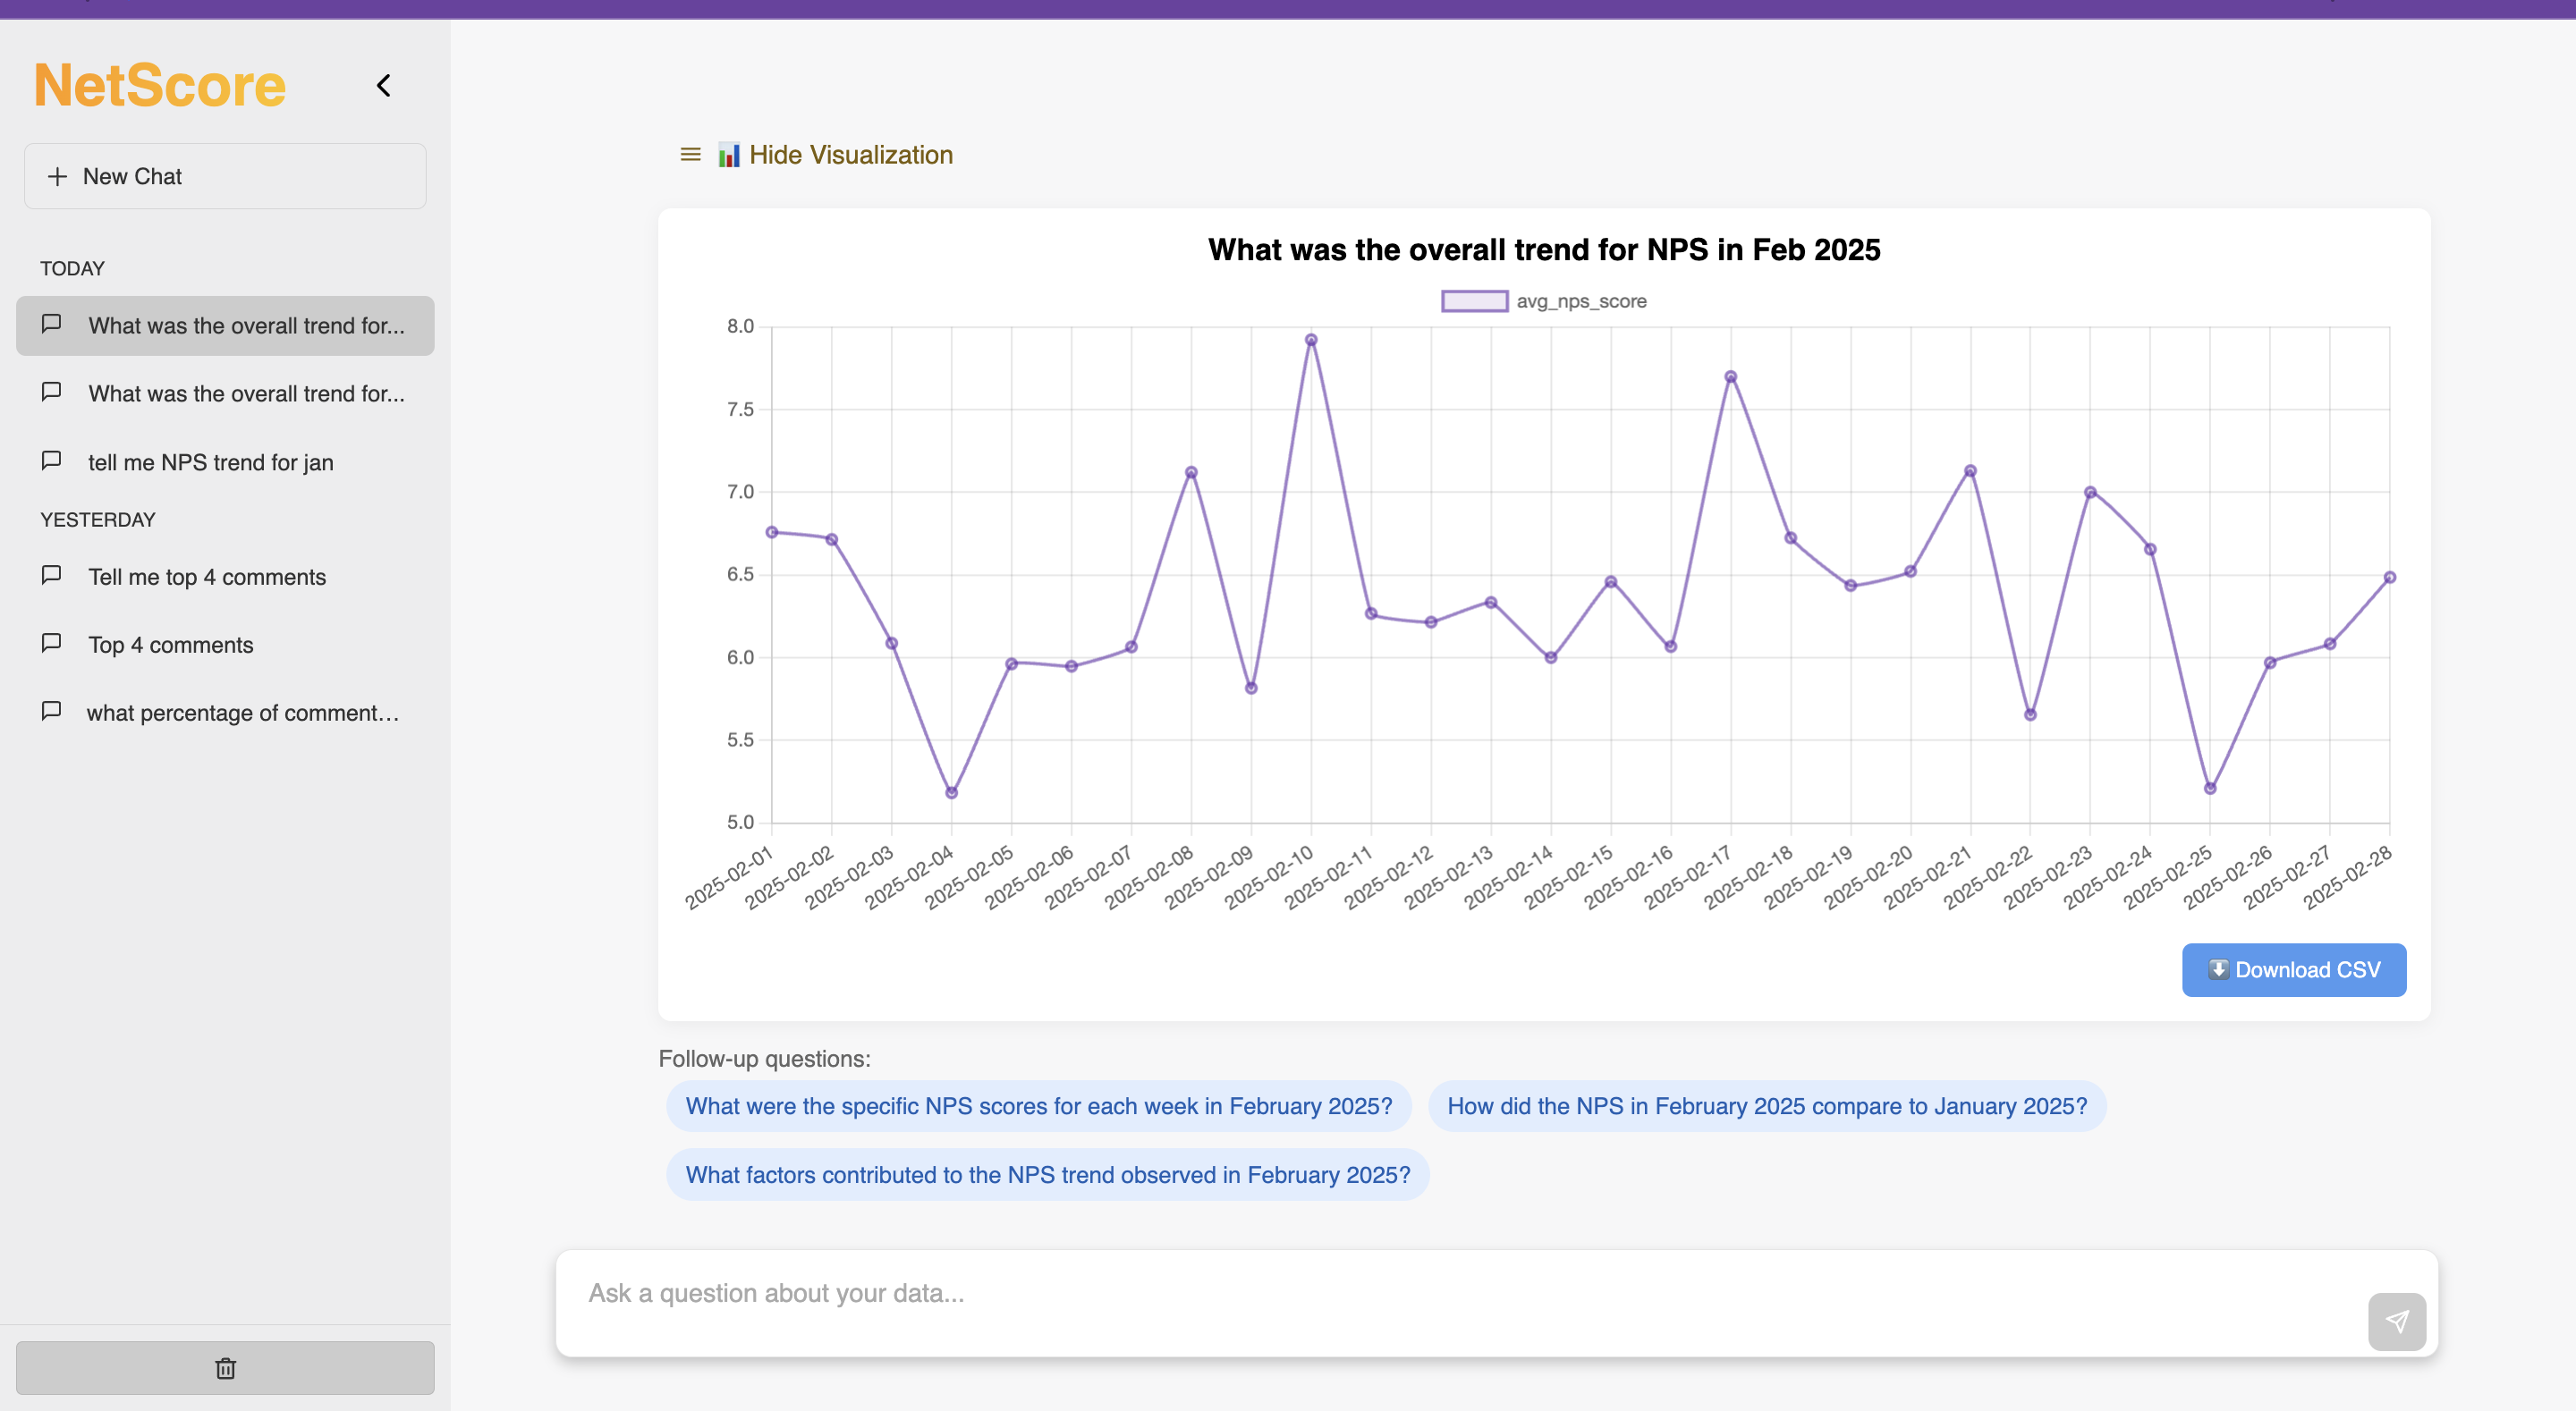 NetScore
New Chat
TODAY
What was the overall trend for...
What was the overall trend for...
tell me NPS trend for jan
YESTERDAY
Tell me top 4 comments
Top 4 comments
what percentage of comment...
Hide Visualization
What was the overall trend for NPS in Feb 2025
avg_nps_score
8.0
7.5
7.0
6.5
6.0
5.5
5.0
2025-02-01
2025-02-02
2025-02-03
2025-02-04
2025-02-05
2025-02-06
2025-02-07
2025-02-08
2025-02-09
2025-02-10
2025-02-11
2025-02-12
2025-02-13
2025-02-14
2025-02-15
2025-02-16
2025-02-17
2025-02-18
2025-02-19
2025-02-20
2025-02-21
2025-02-22
2025-02-23
2025-02-24
2025-02-25
2025-02-26
2025-02-27
2025-02-28
Download CSV
Follow-up questions:
What were the specific NPS scores for each week in February 2025?
How did the NPS in February 2025 compare to January 2025?
What factors contributed to the NPS trend observed in February 2025?
Ask a question about your data...